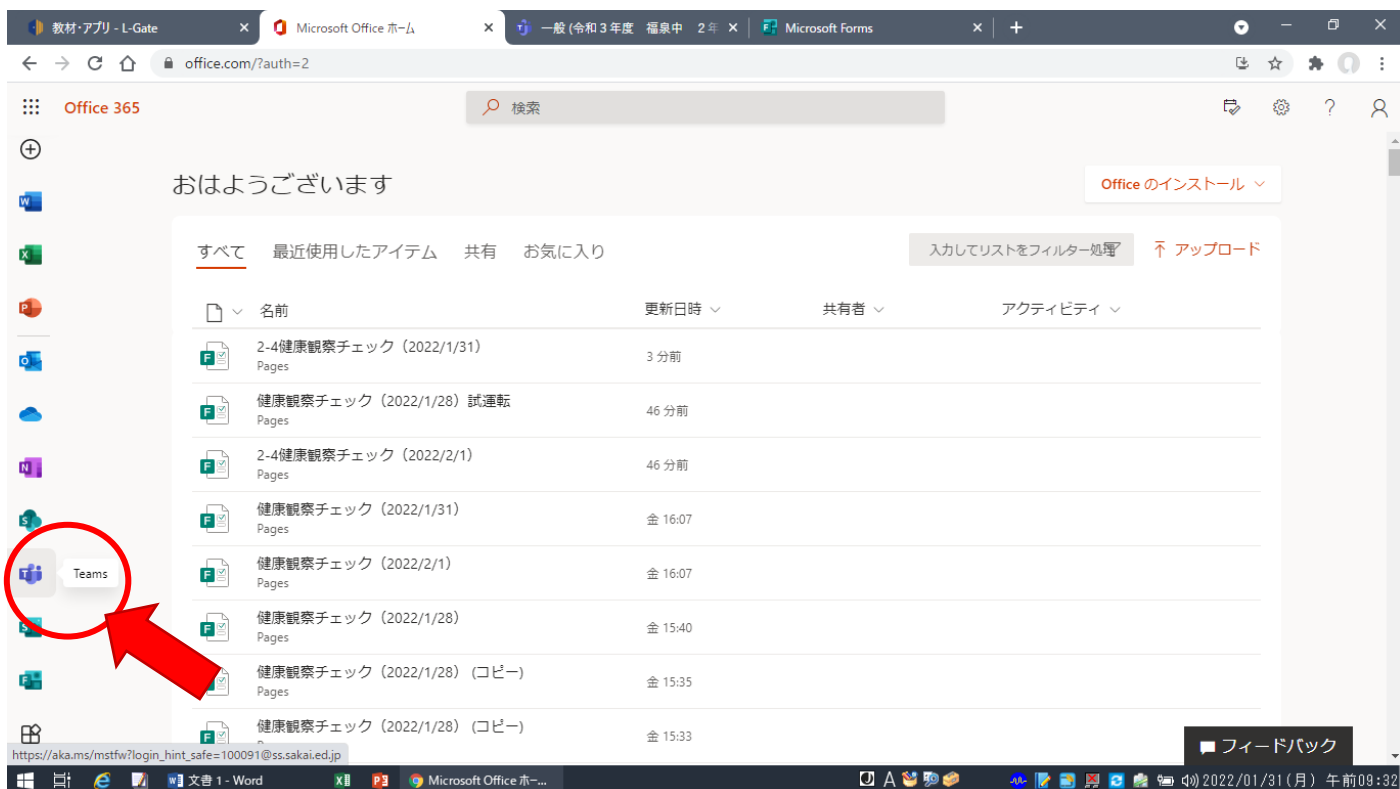 教材・アプリ - L-Gate
Microsoft Office ホーム
一般 (令和３年度 福泉中 ２年
Microsoft Forms
office.com/?auth=2
Office 365
検索
おはようございます
Office のインストール
すべて 最近使用したアイテム 共有 お気に入り
入力してリストをフィルター処理
アップロード
名前 更新日時 共有者 アクティビティ
2-4健康観察チェック（2022/1/31）
Pages
3 分前
健康観察チェック（2022/1/28）試運転
Pages
46 分前
2-4健康観察チェック（2022/2/1）
Pages
46 分前
健康観察チェック（2022/1/31）
Pages
金 16:07
Teams
健康観察チェック（2022/2/1）
Pages
金 16:07
健康観察チェック（2022/1/28）
Pages
金 15:40
健康観察チェック（2022/1/28） (コピー)
Pages
金 15:35
健康観察チェック（2022/1/28） (コピー)
金 15:33
フィードバック
https://aka.ms/mstfw?login_hint_safe=100091@ss.sakai.ed.jp
文書 1 - Word
Microsoft Office ホー...
A
2022/01/31(月) 午前09:32